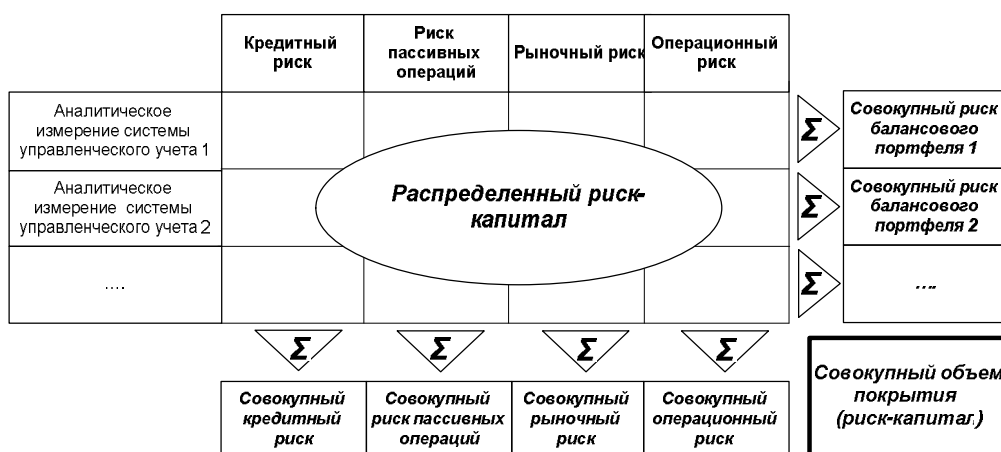 Кредитный
риск
Риск
пассивных
операций
Рыночный риск
Операционный
риск
Аналитическое
измерение системы
управленческого учета 1
Σ
Совокупный риск
балансового
портфеля 1
Распределенный риск-
капитал
Аналитическое
измерение системы
управленческого учета 2
Σ
Совокупный риск
балансового
портфеля 2
....
Σ
....
Σ
Σ
Σ
Σ
Совокупный
кредитный
риск
Совокупный
риск пассивных
операций
Совокупный
рыночный
риск
Совокупный
операционный
риск
Совокупный объем
покрытия
(риск-капитал)